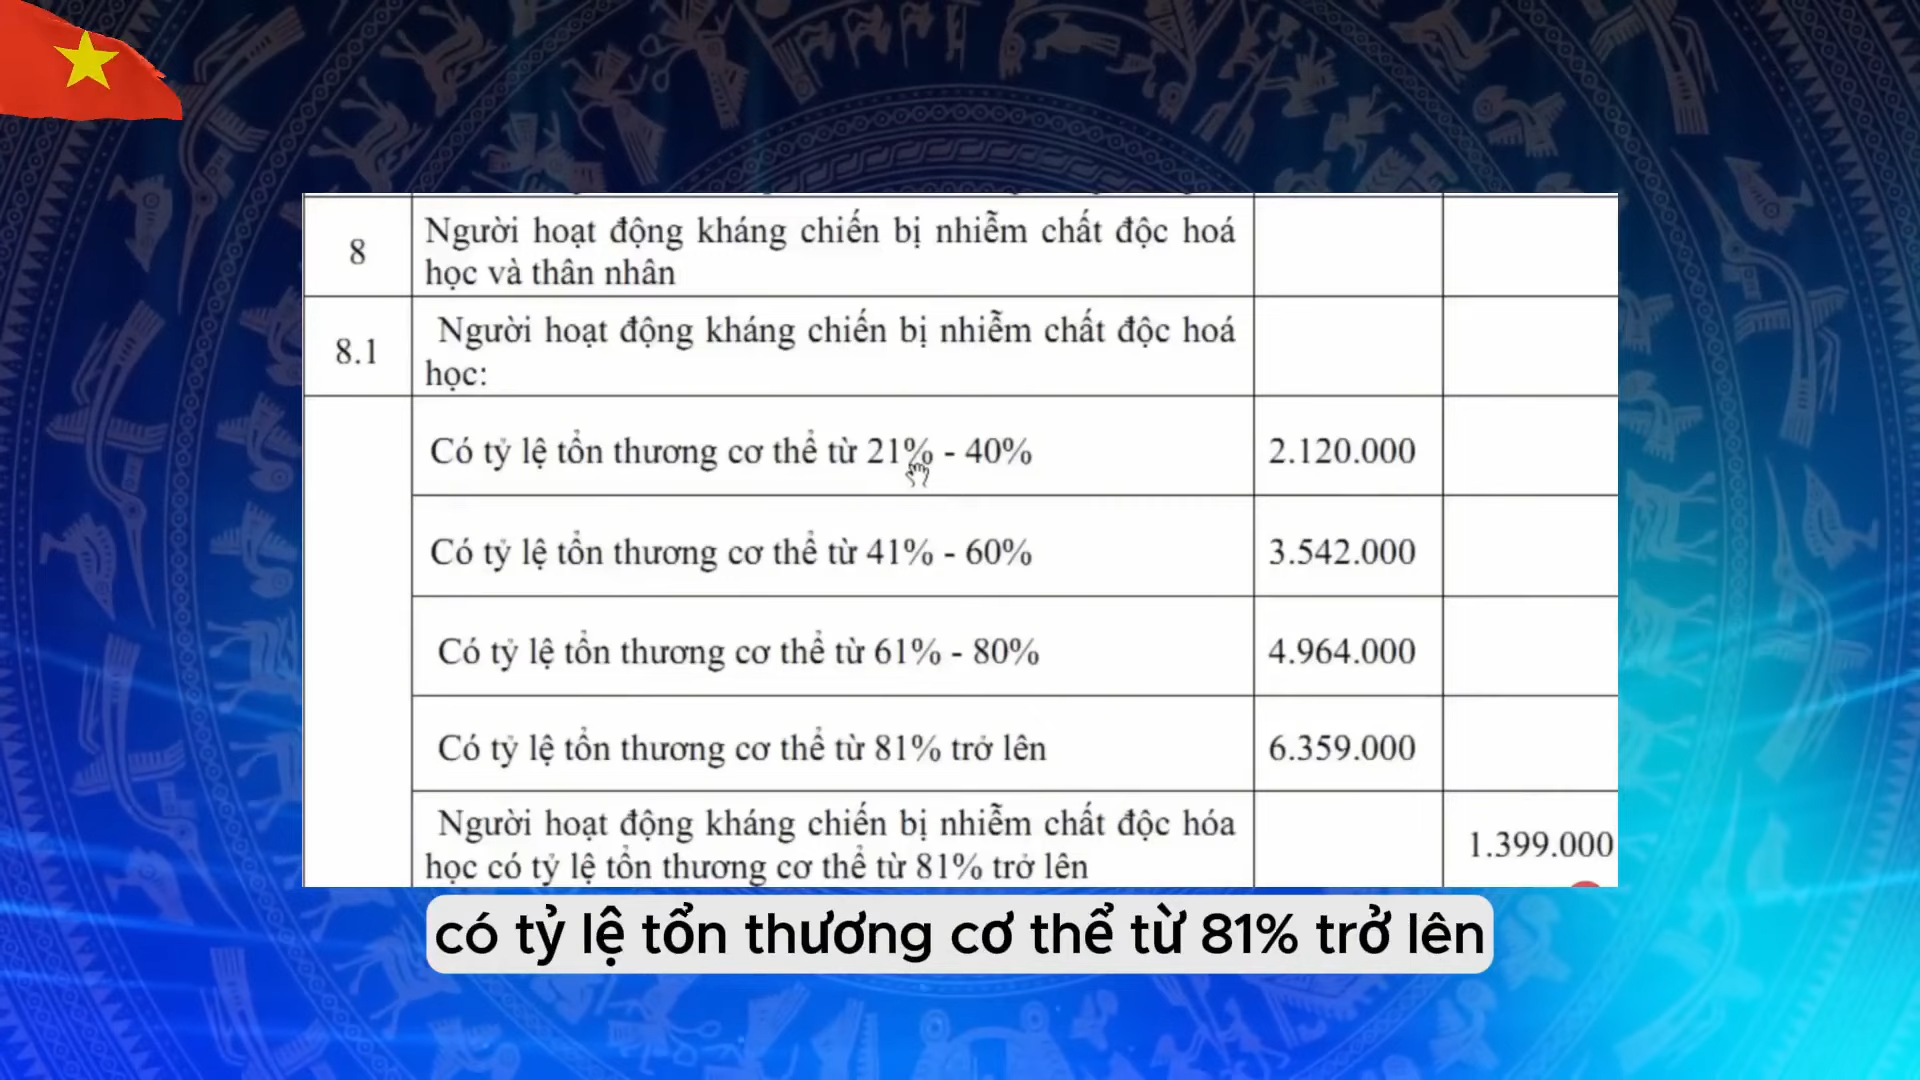 8
Người hoạt động kháng chiến bị nhiễm chất độc hoá
học và thân nhân
8.1
Người hoạt động kháng chiến bị nhiễm chất độc hoá
học:
Có tỷ lệ tổn thương cơ thể từ 21% - 40% 2.120.000
Có tỷ lệ tổn thương cơ thể từ 41% - 60% 3.542.000
Có tỷ lệ tổn thương cơ thể từ 61% - 80% 4.964.000
Có tỷ lệ tổn thương cơ thể từ 81% trở lên 6.359.000
Người hoạt động kháng chiến bị nhiễm chất độc hóa
học có tỷ lệ tổn thương cơ thể từ 81% trở lên
1.399.000
có tỷ lệ tổn thương cơ thể từ 81% trở lên